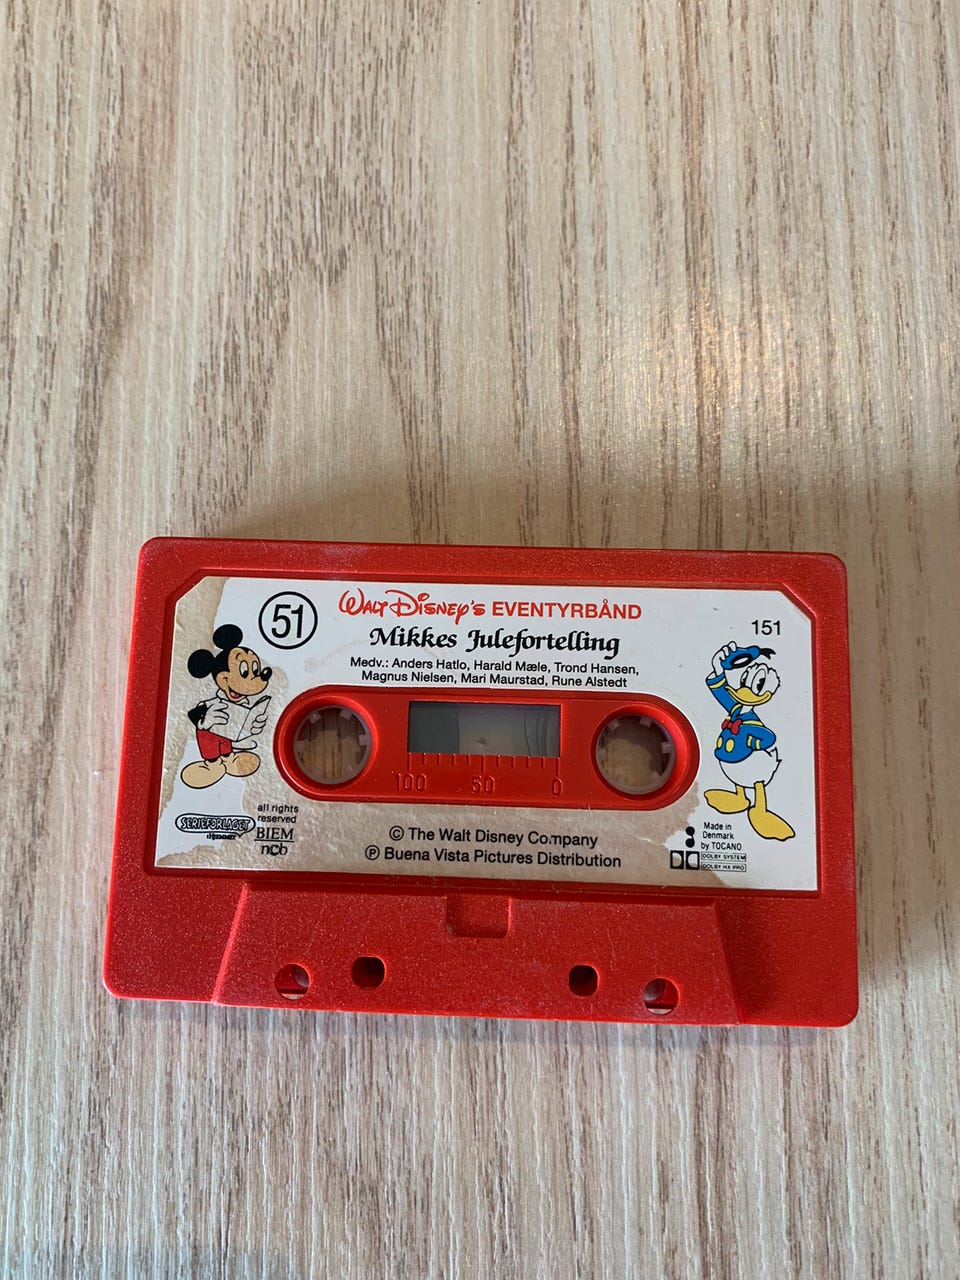 51
WALT DISNEY'S EVENTYRBÅND
Mikkes Julefortelling
151
Medv.: Anders Hatlo, Harald Mæle, Trond Hansen,
Magnus Nielsen, Mari Maurstad, Rune Alstedt
100 50 0
all rights
reserved
BIEM
ncb
SERIEFORLAGET
© The Walt Disney Company
℗ Buena Vista Pictures Distribution
Made in
Denmark
by TOCANO
DOLBY SYSTEM
DOLBY HX PRO